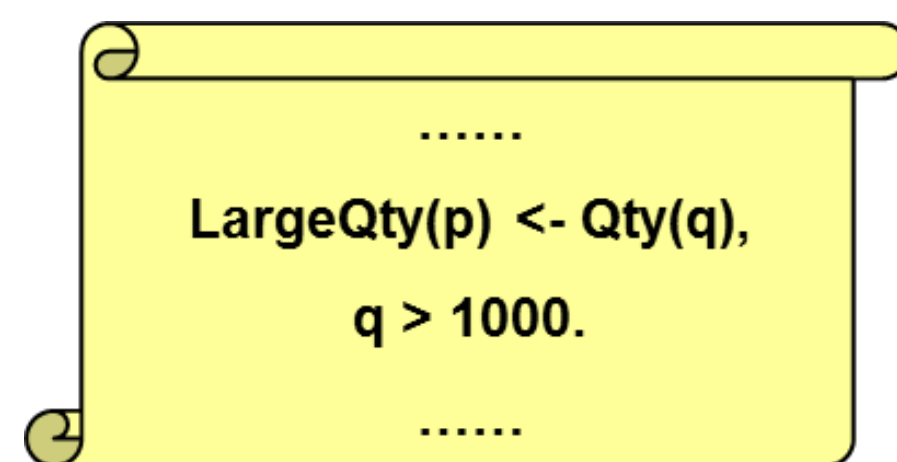 ......
LargeQty(p) <- Qty(q),
q > 1000.
......